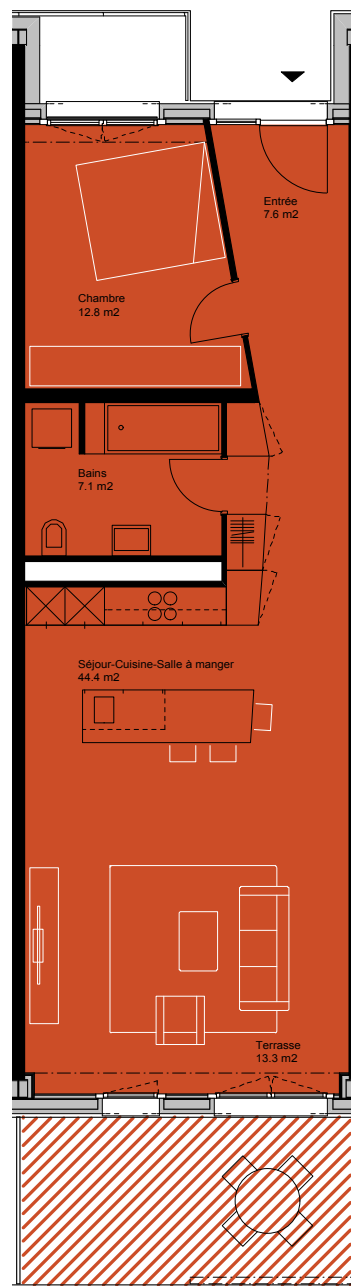 Entrée
7.6 m2
Chambre
12.8 m2
Bains
7.1 m2
Séjour-Cuisine-Salle à manger
44.4 m2
Terrasse
13.3 m2